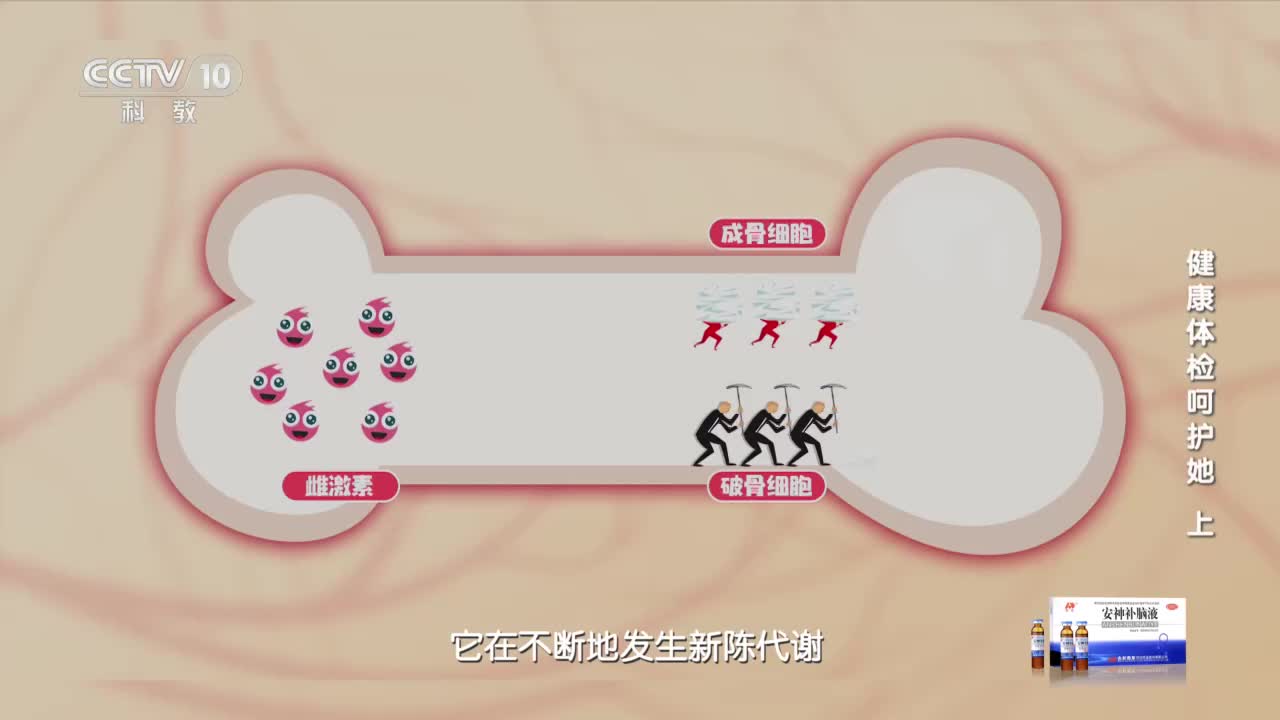 CCTV 10
科 教
成骨细胞
雌激素
破骨细胞
健康体检呵护她 上
它在不断地发生新陈代谢
安神补脑液